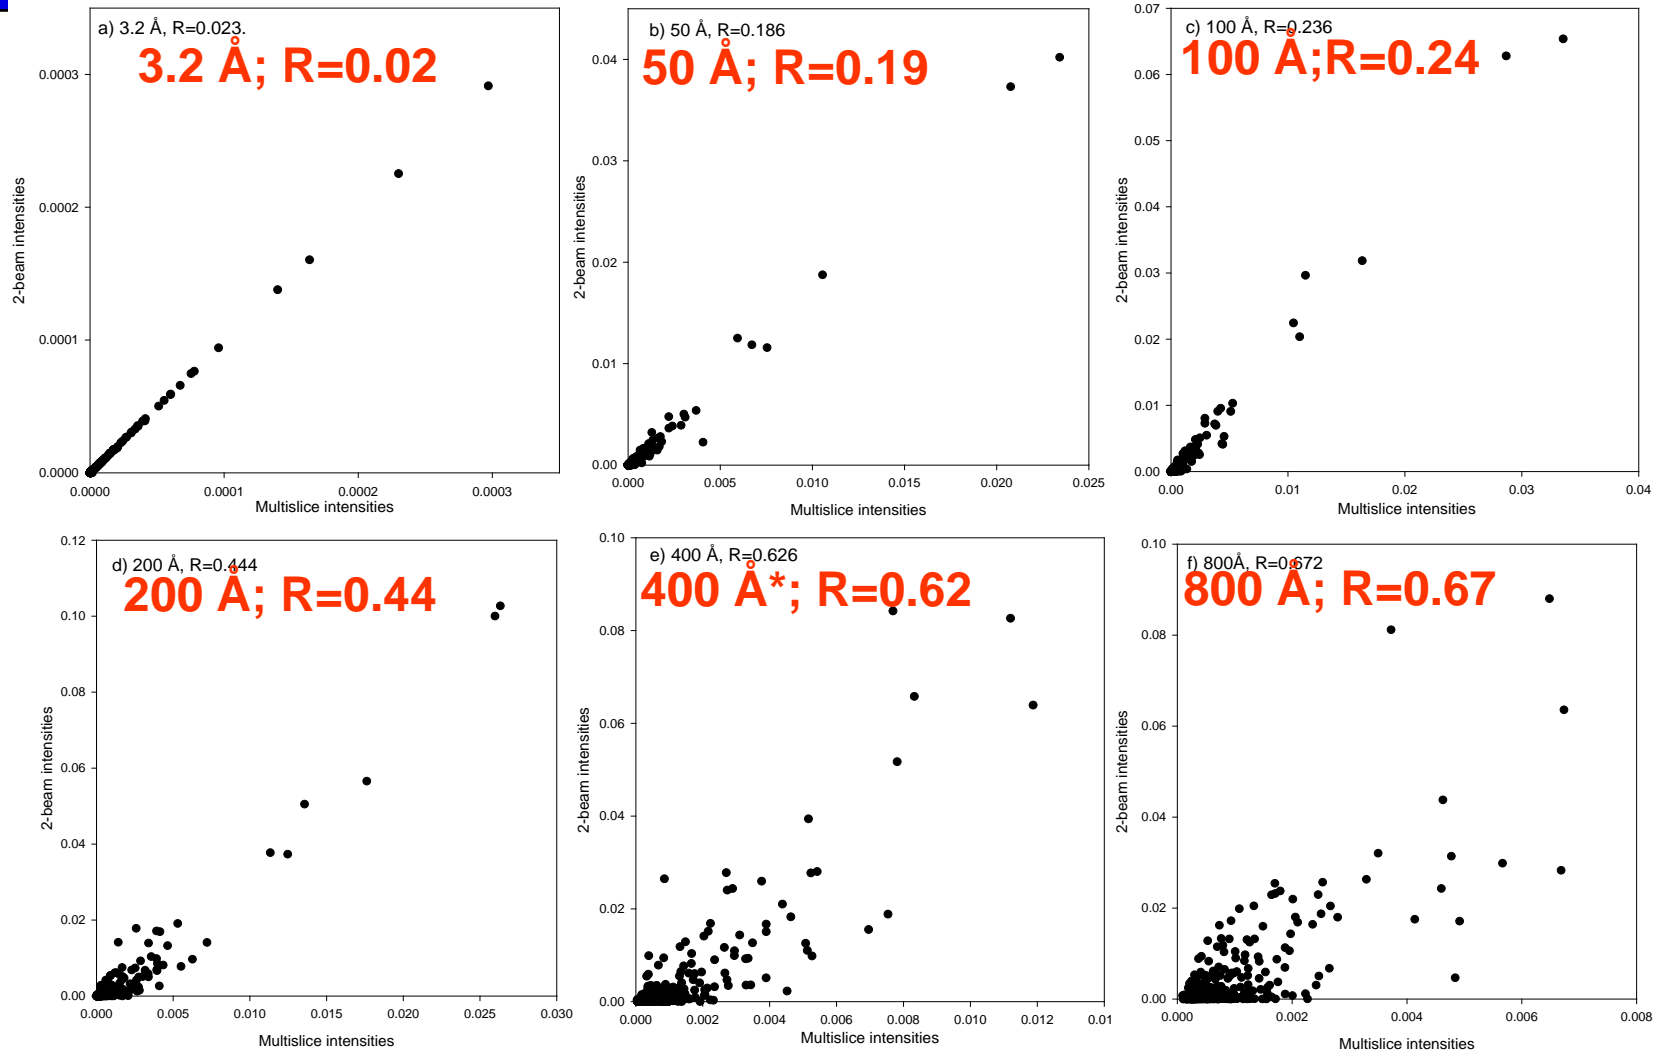 a) 3.2 Å, R=0.023.
3.2 Å; R=0.02
2-beam intensities
0.0003
0.0002
0.0001
0.0000
0.0000 0.0001 0.0002 0.0003
Multislice intensities
b) 50 Å, R=0.186
50 Å; R=0.19
2-beam intensities
0.04
0.03
0.02
0.01
0.00
0.000 0.005 0.010 0.015 0.020 0.025
Multislice intensities
c) 100 Å, R=0.236
100 Å;R=0.24
2-beam intensities
0.07
0.06
0.05
0.04
0.03
0.02
0.01
0.00
0.00 0.01 0.02 0.03 0.04
Multislice intensities
d) 200 Å, R=0.444
200 Å; R=0.44
2-beam intensities
0.12
0.10
0.08
0.06
0.04
0.02
0.00
0.000 0.005 0.010 0.015 0.020 0.025 0.030
Multislice intensities
e) 400 Å, R=0.626
400 Å*; R=0.62
2-beam intensities
0.10
0.08
0.06
0.04
0.02
0.00
0.000 0.002 0.004 0.006 0.008 0.010 0.012 0.01
Multislice intensities
f) 800Å, R=0.672
800 Å; R=0.67
2-beam intensities
0.10
0.08
0.06
0.04
0.02
0.00
0.000 0.002 0.004 0.006 0.008
Multislice intensities